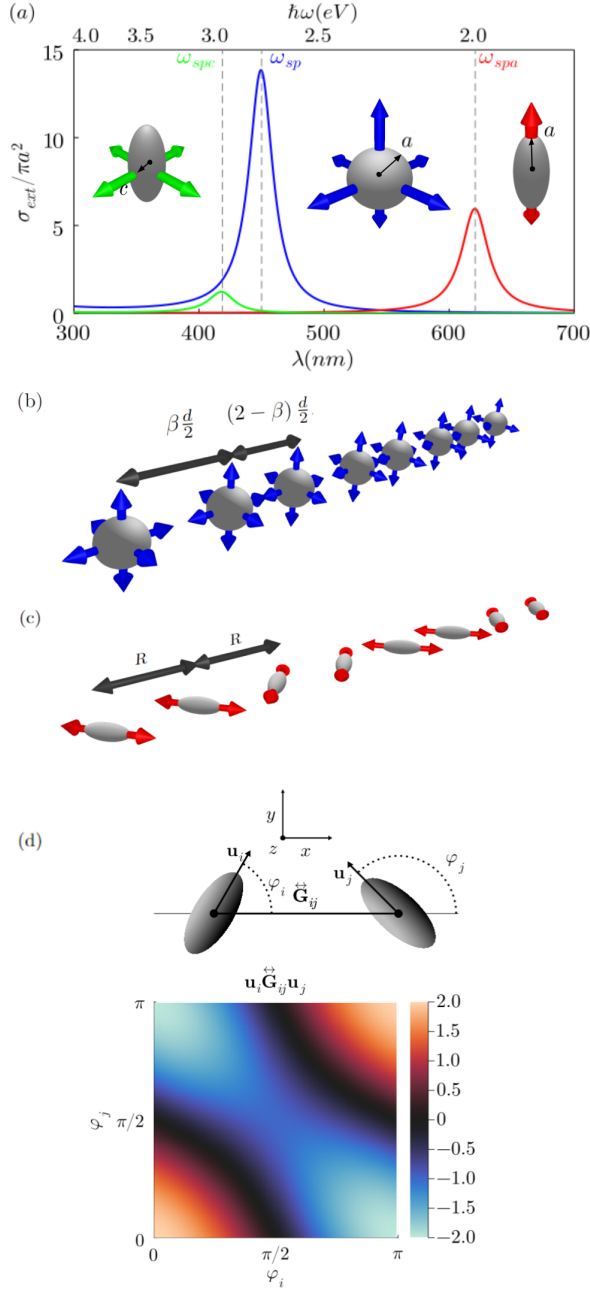 (a)
ħω(eV)
4.0 3.5 3.0 2.5 2.0
ω_spc ω_sp ω_spa
σ_ext/πa²
15
10
5
0
c
a
a
300 400 500 600 700
λ(nm)
(b)
β d/2 (2 − β) d/2
(c)
R R
(d)
y
z x
u_i φ_i G_ij u_j φ_j
u_i G_ij u_j
π
π/2
0
φ_j
0 π/2 π
φ_i
2.0
1.5
1.0
0.5
0
−0.5
−1.0
−1.5
−2.0